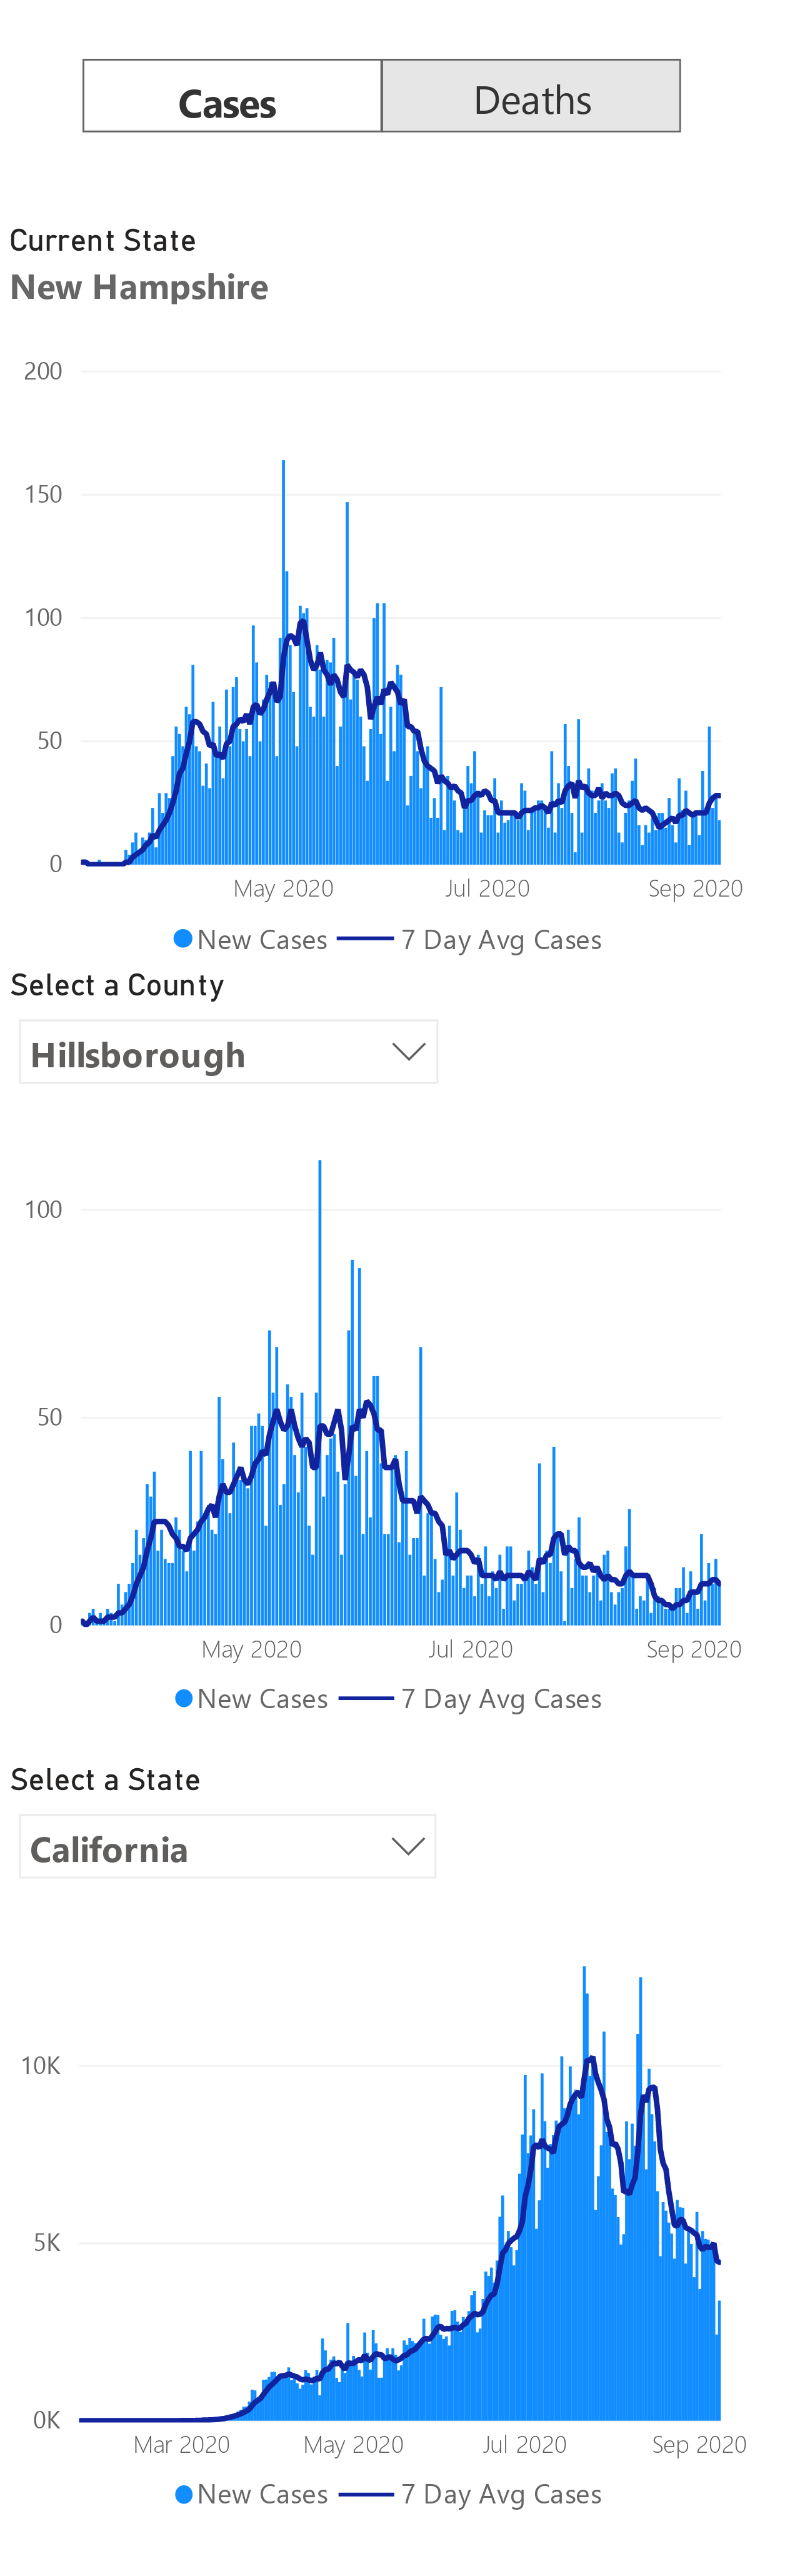 Cases Deaths
Current State
New Hampshire
200
150
100
50
0
May 2020 Jul 2020 Sep 2020
New Cases 7 Day Avg Cases
Select a County
Hillsborough
100
50
0
May 2020 Jul 2020 Sep 2020
New Cases 7 Day Avg Cases
Select a State
California
10K
5K
0K
Mar 2020 May 2020 Jul 2020 Sep 2020
New Cases 7 Day Avg Cases